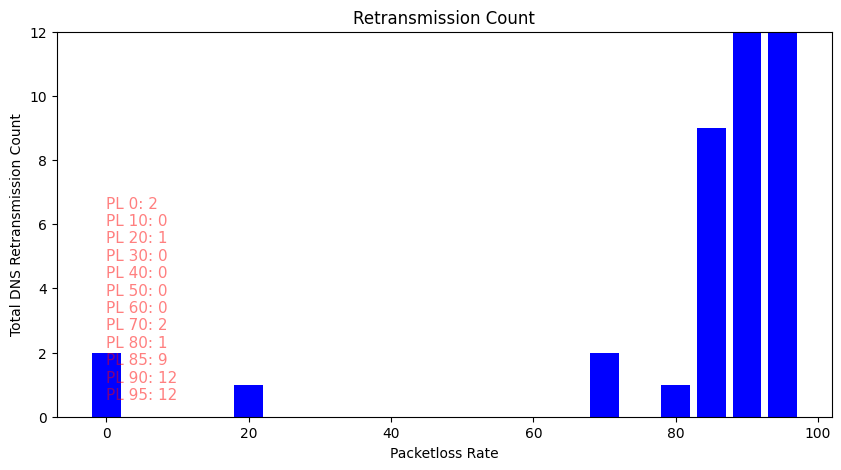 Retransmission Count
Total DNS Retransmission Count
12
10
8
6
4
2
0
PL 0: 2
PL 10: 0
PL 20: 1
PL 30: 0
PL 40: 0
PL 50: 0
PL 60: 0
PL 70: 2
PL 80: 1
PL 85: 9
PL 90: 12
PL 95: 12
0 20 40 60 80 100
Packetloss Rate